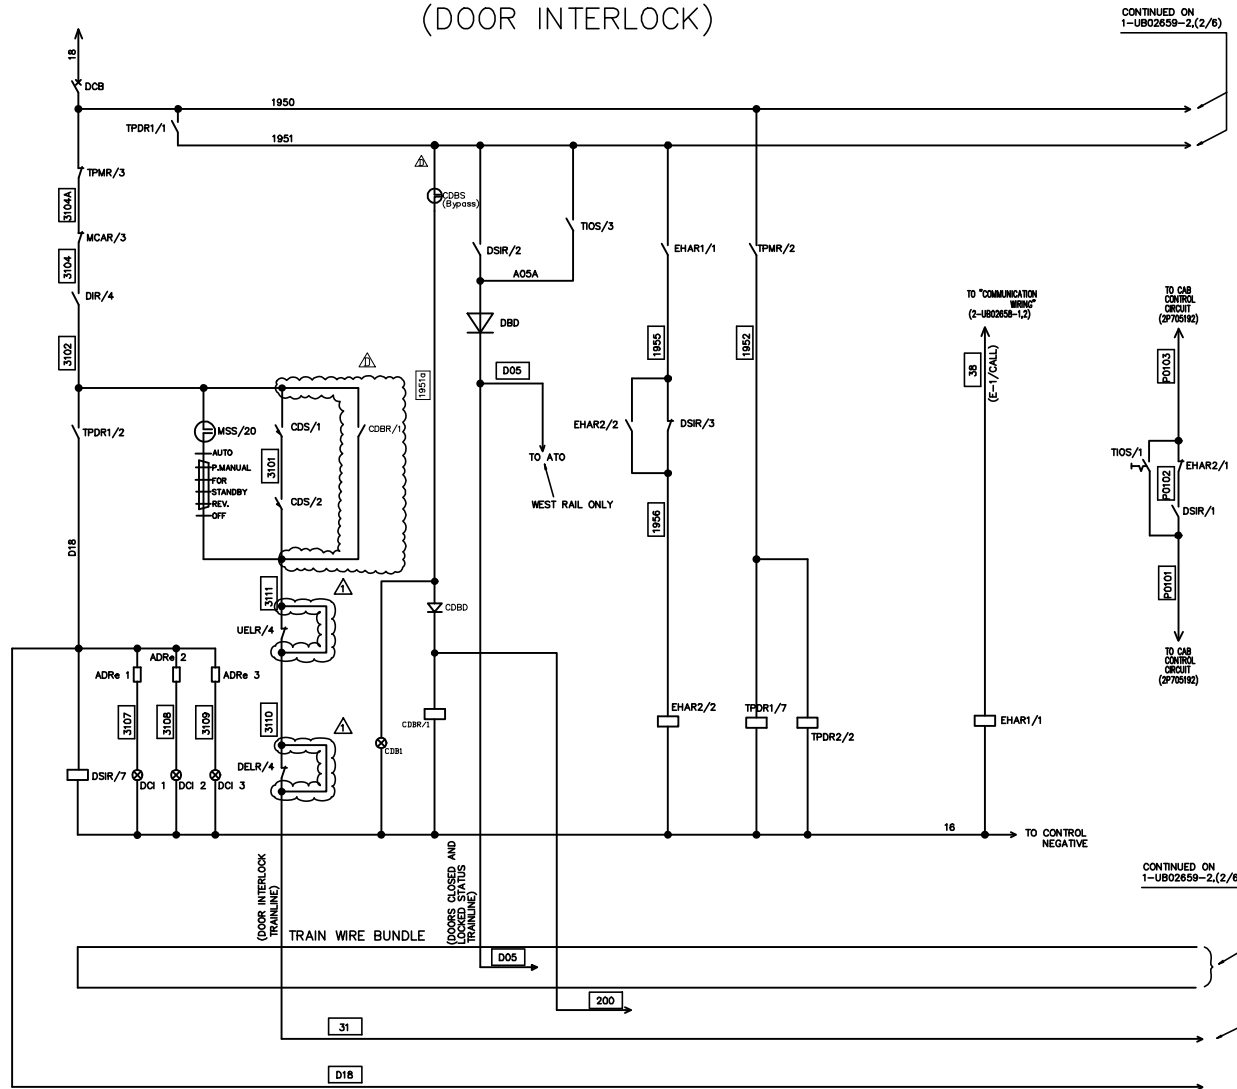 (DOOR INTERLOCK)
CONTINUED ON
1-UB02659-2,(2/6)
18
DCB
1950
TPDR1/1
1951
TPMR/3
3104A
MCAR/3
3104
DIR/4
3102
D
CDBS
(Bypass)
TIOS/3
DSIR/2
A05A
EHAR1/1
TPMR/2
DBD
TO "COMMUNICATION
WIRING"
(2-UB02658-1,2)
TO CAB
CONTROL
CIRCUIT
(2P705192)
1955
1952
38
(E-1/CALL)
P0103
D
1951a
D05
TPDR1/2
MSS/20
AUTO
P.MANUAL
FOR
STANDBY
REV.
OFF
CDS/1
3101
CDS/2
CDBR/1
EHAR2/2
DSIR/3
TO ATO
WEST RAIL ONLY
1956
TIOS/1
EHAR2/1
P0102
DSIR/1
D18
3111
1
UELR/4
CDBD
P0101
TO CAB
CONTROL
CIRCUIT
(2P705192)
ADRe 1
ADRe 2
ADRe 3
3107
3108
3109
3110
1
DELR/4
CDBR/1
CDB1
EHAR2/2
TPDR1/7
TPDR2/2
EHAR1/1
DSIR/7
DCI 1
DCI 2
DCI 3
16
TO CONTROL
NEGATIVE
(DOOR INTERLOCK
TRAINLINE)
(DOORS CLOSED AND
LOCKED STATUS
TRAINLINE)
CONTINUED ON
1-UB02659-2,(2/6
TRAIN WIRE BUNDLE
D05
200
31
D18